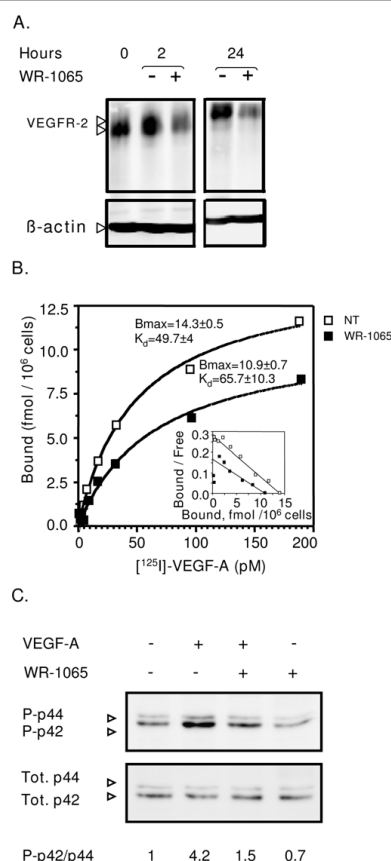 A.
Hours 0 2 24
WR-1065 - + - +
VEGFR-2
ß-actin
B.
12.5
10.0
7.5
5.0
2.5
0.0
Bound (fmol / 10⁶ cells)
Bmax=14.3±0.5
Kd=49.7±4
Bmax=10.9±0.7
Kd=65.7±10.3
NT
WR-1065
0.3
0.2
0.1
0.0
Bound / Free
0 5 10 15
Bound, fmol /10⁶ cells
0 50 100 150 200
[¹²⁵I]-VEGF-A (pM)
C.
VEGF-A - + + -
WR-1065 - - + +
P-p44
P-p42
Tot. p44
Tot. p42
P-p42/p44 1 4.2 1.5 0.7